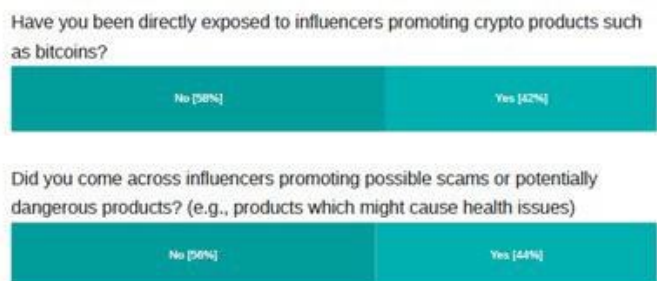 Have you been directly exposed to influencers promoting crypto products such
as bitcoins?
No [58%] Yes [42%]
Did you come across influencers promoting possible scams or potentially
dangerous products? (e.g., products which might cause health issues)
No [56%] Yes [44%]